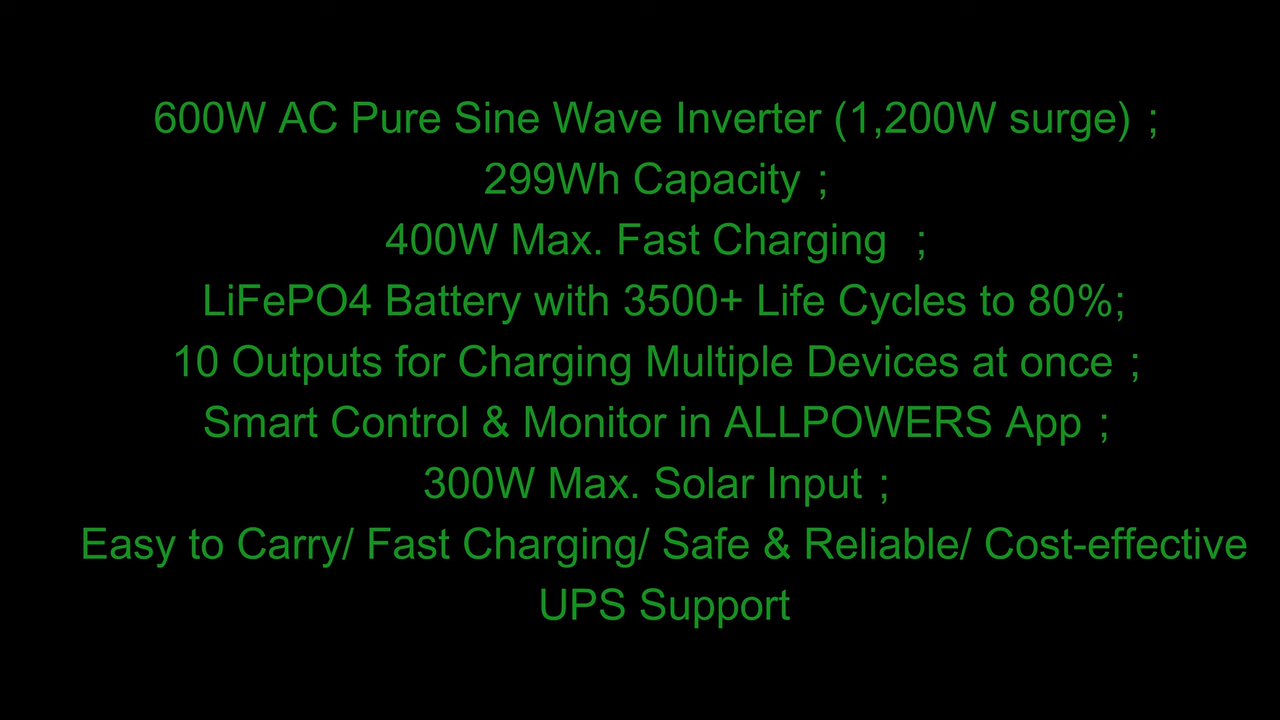 600W AC Pure Sine Wave Inverter (1,200W surge) ;
299Wh Capacity ;
400W Max. Fast Charging ;
LiFePO4 Battery with 3500+ Life Cycles to 80%;
10 Outputs for Charging Multiple Devices at once ;
Smart Control & Monitor in ALLPOWERS App ;
300W Max. Solar Input ;
Easy to Carry/ Fast Charging/ Safe & Reliable/ Cost-effective
UPS Support